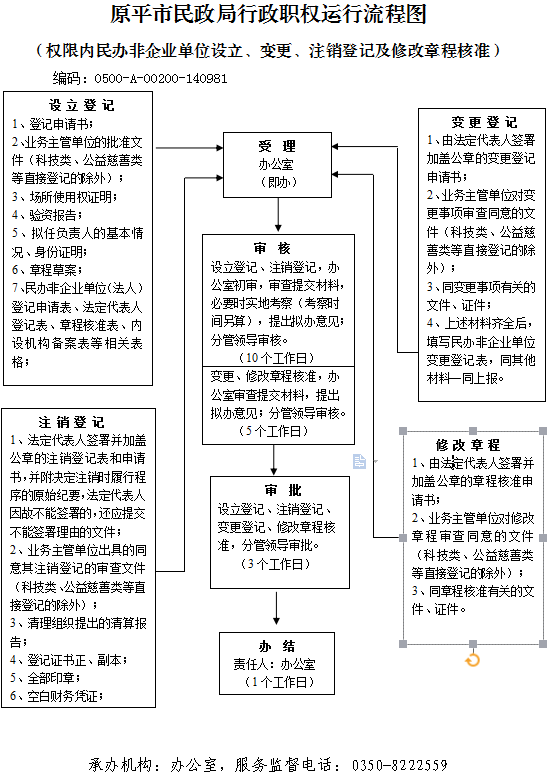 原平市民政局行政职权运行流程图
（权限内民办非企业单位设立、变更、注销登记及修改章程核准）
编码：0500-A-00200-140981
设 立 登 记
1、登记申请书；
2、业务主管单位的批准文
件（科技类、公益慈善类
等直接登记的除外）；
3、场所使用权证明；
4、验资报告；
5、拟任负责人的基本情
况、身份证明；
6、章程草案；
7、民办非企业单位（法人）
登记申请表、法定代表人
登记表、章程核准表、内
设机构备案表等相关表
格；
注 销 登 记
1、法定代表人签署并加盖
公章的注销登记表和申请
书，并附决定注销时履行程
序的原始纪要，法定代表人
因故不能签署的，还应提交
不能签署理由的文件；
2、业务主管单位出具的同
意其注销登记的审查文件
（科技类、公益慈善类等直
接登记的除外）；
3、清理组织提出的清算报
告；
4、登记证书正、副本；
5、全部印章；
6、空白财务凭证；
受 理
办公室
（即办）
审 核
设立登记、注销登记，办
公室初审，审查提交材料，
必要时实地考察（考察时
间另算），提出拟办意见；
分管领导审核。
（10 个工作日）
变更、修改章程核准，办
公室审查提交材料，提出
拟办意见；分管领导审核。
（5 个工作日）
审 批
设立登记、注销登记、
变更登记、修改章程核
准，分管领导审批。
（3 个工作日）
办 结
责任人：办公室
（1 个工作日）
变 更 登 记
1、由法定代表人签署
加盖公章的变更登记
申请书；
2、业务主管单位对变
更事项审查同意的文
件（科技类、公益慈
善类等直接登记的除
外）；
3、同变更事项有关的
文件、证件；
4、上述材料齐全后，
填写民办非企业单位
变更登记表，同其他
材料一同上报。
修 改 章 程
1、由法定代表人签署并
加盖公章的章程核准申
请书；
2、业务主管单位对修改
章程审查同意的文件
（科技类、公益慈善类
等直接登记的除外）；
3、同章程核准有关的文
件、证件。
承办机构：办公室，服务监督电话：0350-8222559